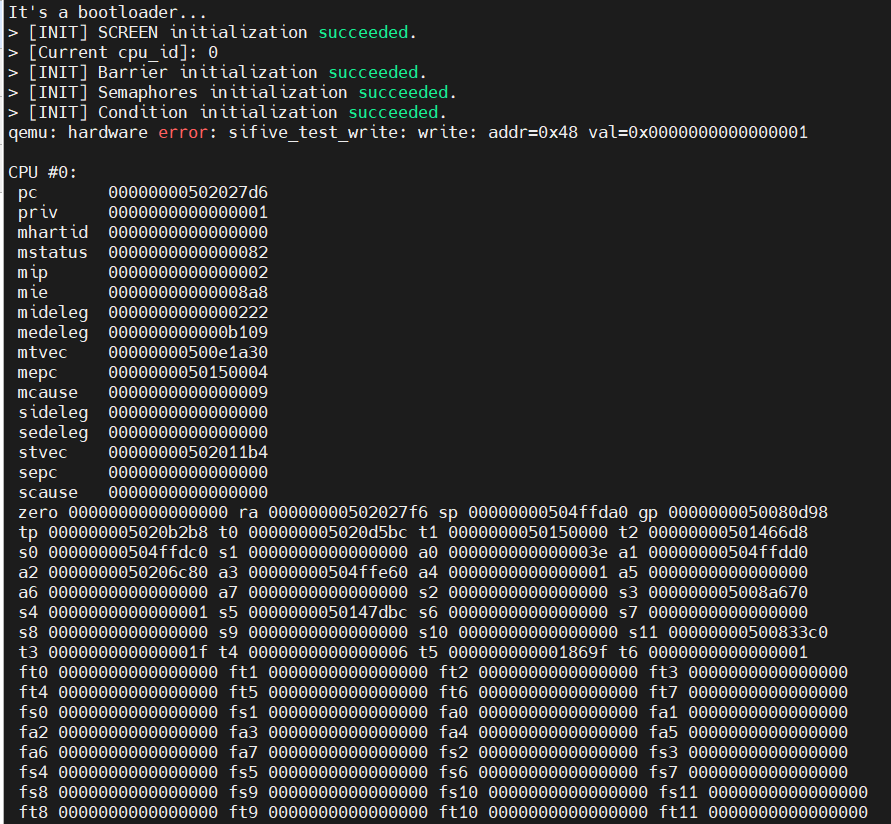 It's a bootloader...
> [INIT] SCREEN initialization succeeded.
> [Current cpu_id]: 0
> [INIT] Barrier initialization succeeded.
> [INIT] Semaphores initialization succeeded.
> [INIT] Condition initialization succeeded.
qemu: hardware error: sifive_test_write: write: addr=0x48 val=0x0000000000000001
CPU #0:
pc 00000000502027d6
priv 0000000000000001
mhartid 0000000000000000
mstatus 0000000000000082
mip 0000000000000002
mie 00000000000008a8
mideleg 0000000000000222
medeleg 000000000000b109
mtvec 00000000500e1a30
mepc 0000000050150004
mcause 0000000000000009
sideleg 0000000000000000
sedeleg 0000000000000000
stvec 00000000502011b4
sepc 0000000000000000
scause 0000000000000000
zero 0000000000000000 ra 00000000502027f6 sp 00000000504ffda0 gp 0000000050080d98
tp 000000005020b2b8 t0 000000005020d5bc t1 0000000050150000 t2 00000000501466d8
s0 00000000504ffdc0 s1 0000000000000000 a0 000000000000003e a1 00000000504ffdd0
a2 0000000050206c80 a3 00000000504ffe60 a4 0000000000000001 a5 0000000000000000
a6 0000000000000000 a7 0000000000000000 s2 0000000000000000 s3 000000005008a670
s4 0000000000000001 s5 0000000050147dbc s6 0000000000000000 s7 0000000000000000
s8 0000000000000000 s9 0000000000000000 s10 0000000000000000 s11 00000000500833c0
t3 000000000000001f t4 0000000000000006 t5 000000000001869f t6 0000000000000001
ft0 0000000000000000 ft1 0000000000000000 ft2 0000000000000000 ft3 0000000000000000
ft4 0000000000000000 ft5 0000000000000000 ft6 0000000000000000 ft7 0000000000000000
fs0 0000000000000000 fs1 0000000000000000 fa0 0000000000000000 fa1 0000000000000000
fa2 0000000000000000 fa3 0000000000000000 fa4 0000000000000000 fa5 0000000000000000
fa6 0000000000000000 fa7 0000000000000000 fs2 0000000000000000 fs3 0000000000000000
fs4 0000000000000000 fs5 0000000000000000 fs6 0000000000000000 fs7 0000000000000000
fs8 0000000000000000 fs9 0000000000000000 fs10 0000000000000000 fs11 0000000000000000
ft8 0000000000000000 ft9 0000000000000000 ft10 0000000000000000 ft11 0000000000000000